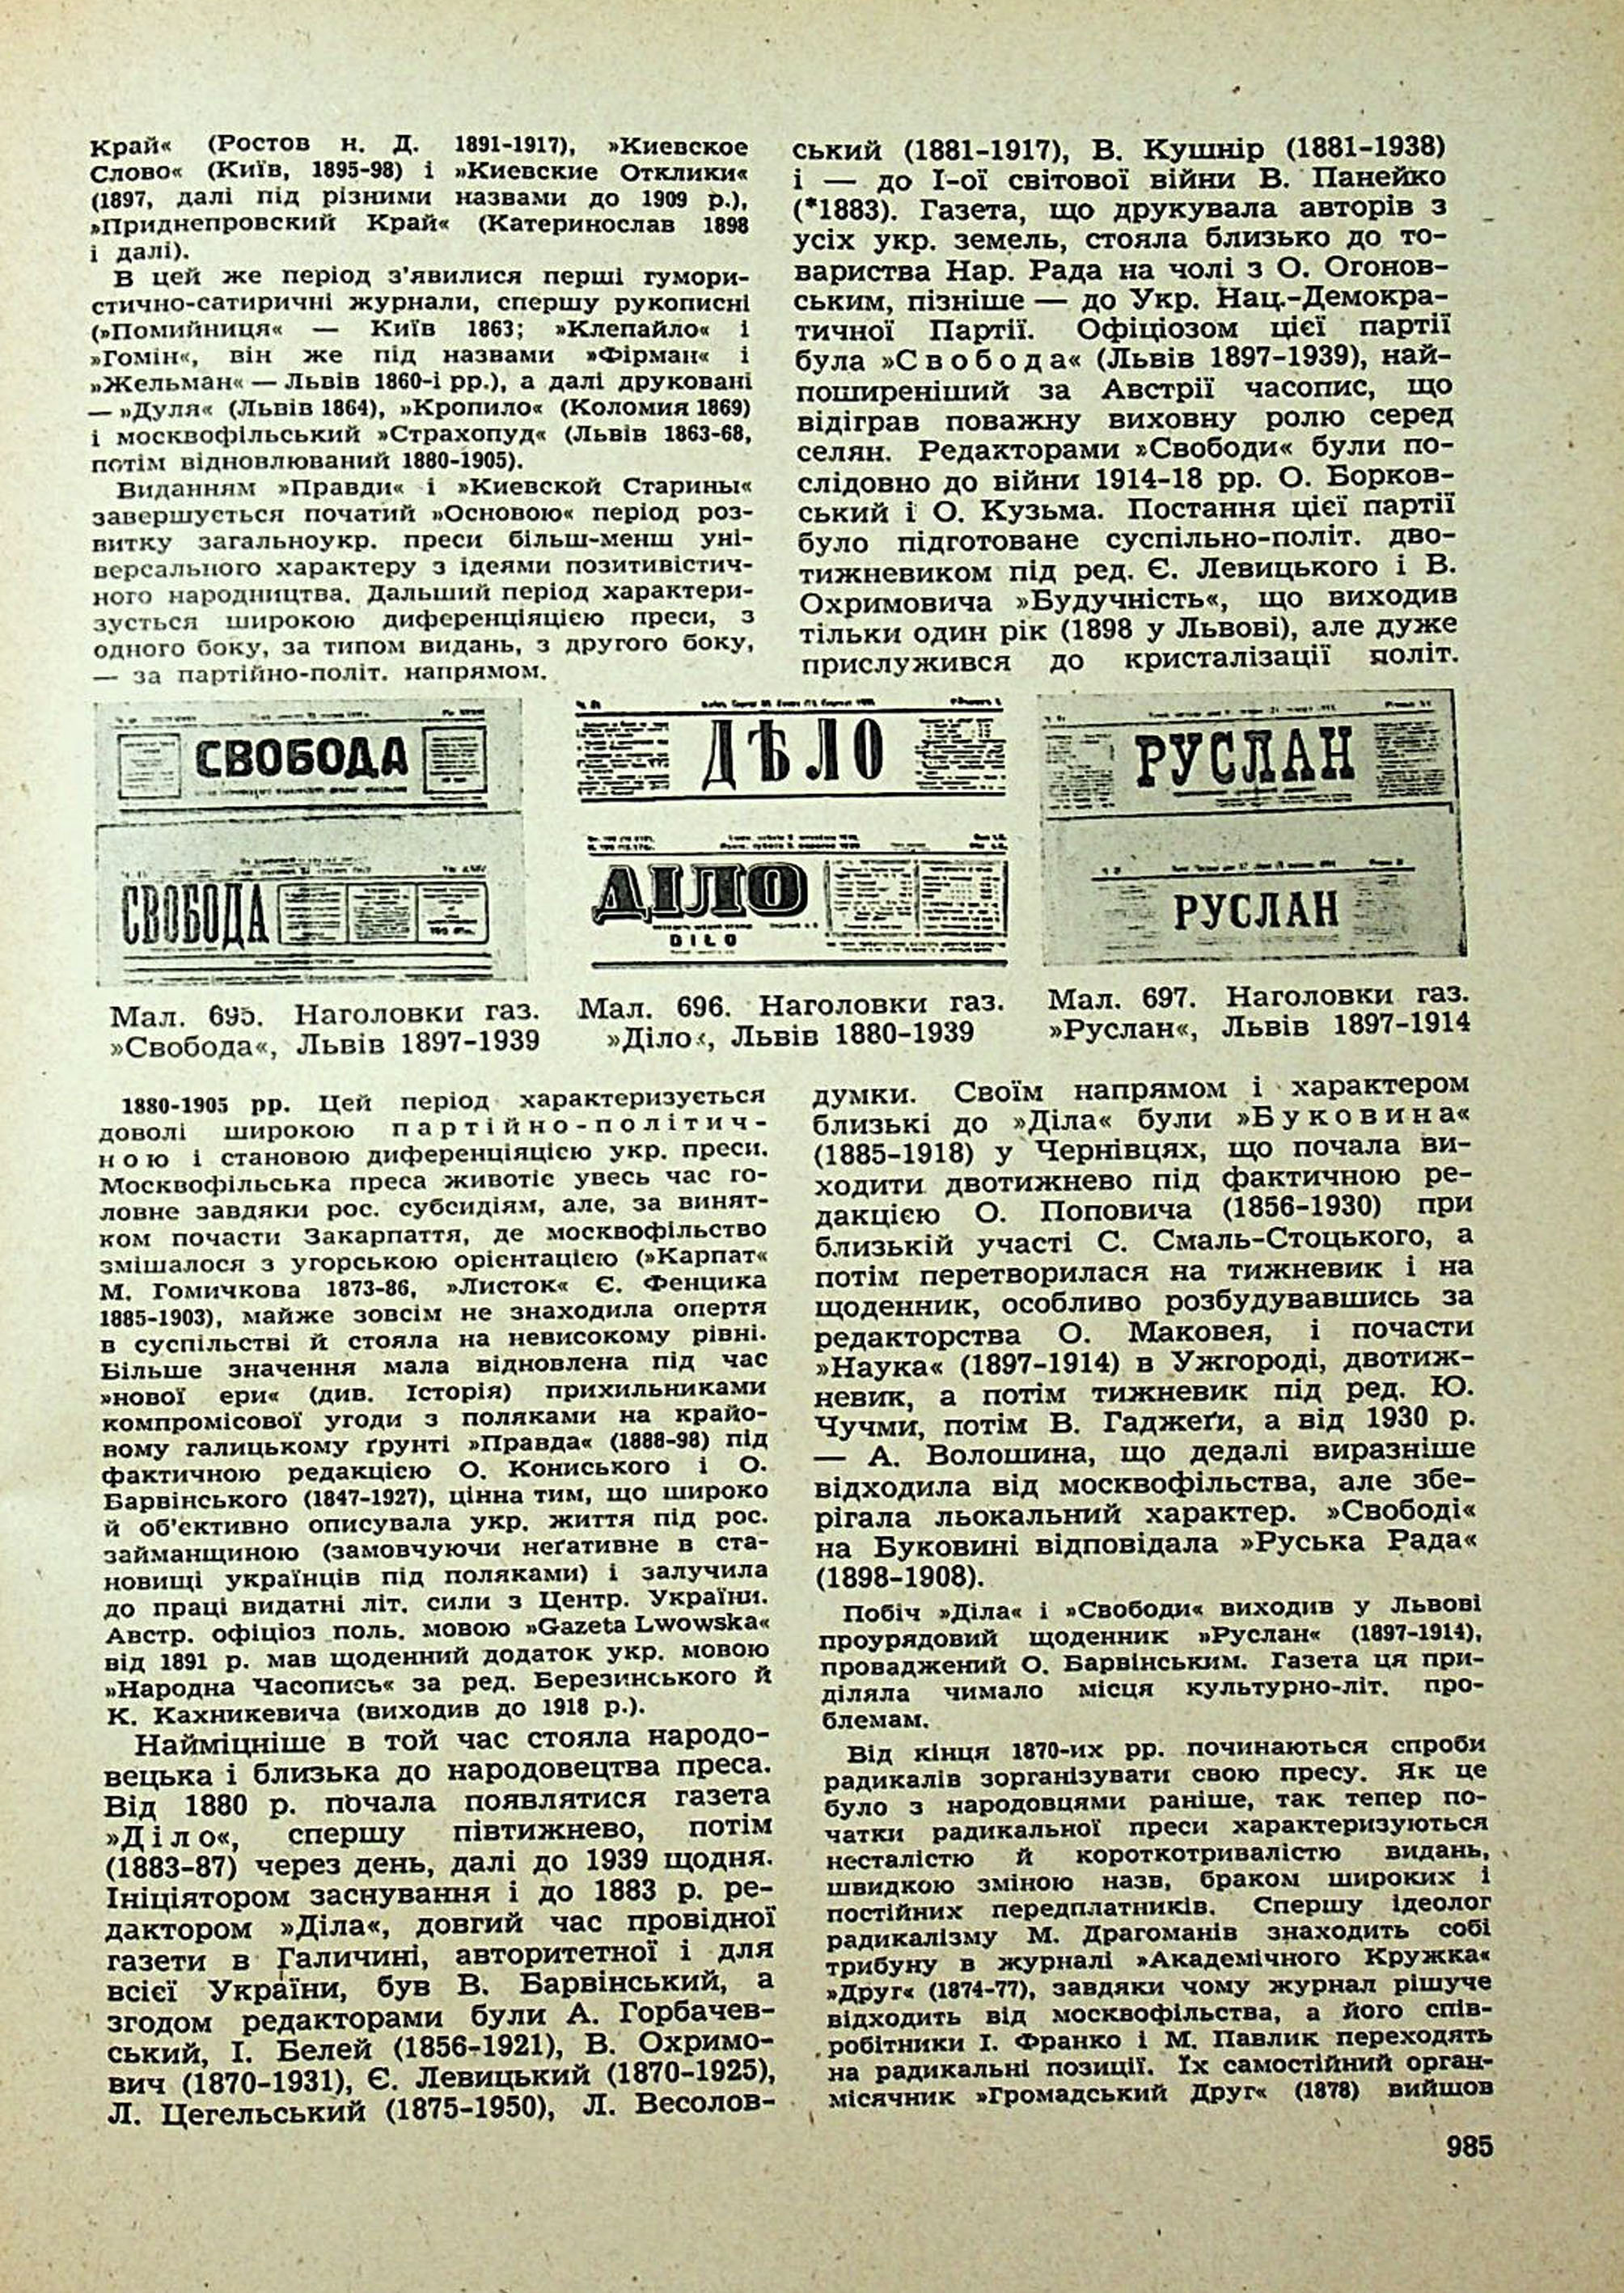 Край« (Ростов н. Д. 1891-1917), »Киевское
Слово« (Київ, 1895-98) і »Киевские Отклики«
(1897, далі під різними назвами до 1909 р.),
»Приднепровский Край« (Катеринослав 1898
і далі).
В цей же період з'явилися перші гумори-
стично-сатиричні журнали, спершу рукописні
(»Помийниця« — Київ 1863; »Клепайло« і
»Гомін«, він же під назвами »Фірман« і
»Жельман« — Львів 1860-і рр.), а далі друковані
— »Дуля« (Львів 1864), »Кропило« (Коломия 1869)
і москвофільський »Страхопуд« (Львів 1863-68,
потім відновлюваний 1880-1905).
Виданням »Правди« і »Киевской Старины«
завершується початий »Основою« період роз-
витку загальноукр. преси більш-менш уні-
версального характеру з ідеями позитивістич-
ного народництва. Дальший період характери-
зується широкою диференціяцією преси, з
одного боку, за типом видань, з другого боку,
— за партійно-політ. напрямом.
ський (1881-1917), В. Кушнір (1881-1938)
і — до I-ої світової війни В. Панейко
(*1883). Газета, що друкувала авторів з
усіх укр. земель, стояла близько до то-
вариства Нар. Рада на чолі з О. Огонов-
ським, пізніше — до Укр. Нац.-Демокра-
тичної Партії. Офіціозом цієї партії
була »Свобода« (Львів 1897-1939), най-
поширеніший за Австрії часопис, що
відіграв поважну виховну ролю серед
селян. Редакторами »Свободи« були по-
слідовно до війни 1914-18 рр. О. Борков-
ський і О. Кузьма. Постання цієї партії
було підготоване суспільно-політ. дво-
тижневиком під ред. Є. Левицького і В.
Охримовича »Будучність«, що виходив
тільки один рік (1898 у Львові), але дуже
прислужився до кристалізації політ.
СВОБОДА
СВОБОДА
Мал. 695. Наголовки газ.
»Свобода«, Львів 1897-1939
ДѢЛО
ДІЛО
DILO
Мал. 696. Наголовки газ.
»Діло«, Львів 1880-1939
РУСЛАН
РУСЛАН
Мал. 697. Наголовки газ.
»Руслан«, Львів 1897-1914
1880-1905 рр. Цей період характеризується
доволі широкою партійно-політич-
ною і становою диференціяцією укр. преси.
Москвофільська преса животіє увесь час го-
ловне завдяки рос. субсидіям, але, за винят-
ком почасти Закарпаття, де москвофільство
змішалося з угорською орієнтацією (»Карпат«
М. Гомичкова 1873-86, »Листок« Є. Фенцика
1885-1903), майже зовсім не знаходила опертя
в суспільстві й стояла на невисокому рівні.
Більше значення мала відновлена під час
»нової ери« (див. Історія) прихильниками
компромісової угоди з поляками на крайо-
вому галицькому ґрунті »Правда« (1888-98) під
фактичною редакцією О. Кониського і О.
Барвінського (1847-1927), цінна тим, що широко
й об'єктивно описувала укр. життя під рос.
займанщиною (замовчуючи неґативне в ста-
новищі українців під поляками) і залучила
до праці видатні літ. сили з Центр. України.
Австр. офіціоз поль. мовою »Gazeta Lwowska«
від 1891 р. мав щоденний додаток укр. мовою
»Народна Часопись« за ред. Березинського й
К. Кахникевича (виходив до 1918 р.).
Найміцніше в той час стояла народо-
вецька і близька до народовецтва преса.
Від 1880 р. почала появлятися газета
»Діло«, спершу півтижнево, потім
(1883-87) через день, далі до 1939 щодня.
Ініціятором заснування і до 1883 р. ре-
дактором »Діла«, довгий час провідної
газети в Галичині, авторитетної і для
всієї України, був В. Барвінський, а
згодом редакторами були А. Горбачев-
ський, І. Белей (1856-1921), В. Охримо-
вич (1870-1931), Є. Левицький (1870-1925),
Л. Цегельський (1875-1950), Л. Весолов-
думки. Своїм напрямом і характером
близькі до »Діла« були »Буковина«
(1885-1918) у Чернівцях, що почала ви-
ходити двотижнево під фактичною ре-
дакцією О. Поповича (1856-1930) при
близькій участі С. Смаль-Стоцького, а
потім перетворилася на тижневик і на
щоденник, особливо розбудувавшись за
редакторства О. Маковея, і почасти
»Наука« (1897-1914) в Ужгороді, двотиж-
невик, а потім тижневик під ред. Ю.
Чучми, потім В. Гаджеґи, а від 1930 р.
— А. Волошина, що дедалі виразніше
відходила від москвофільства, але збе-
рігала льокальний характер. »Свободі«
на Буковині відповідала »Руська Рада«
(1898-1908).
Побіч »Діла« і »Свободи« виходив у Львові
проурядовий щоденник »Руслан« (1897-1914),
проваджений О. Барвінським. Газета ця при-
діляла чимало місця культурно-літ. про-
блемам.
Від кінця 1870-их рр. починаються спроби
радикалів зорганізувати свою пресу. Як це
було з народовцями раніше, так тепер по-
чатки радикальної преси характеризуються
несталістю й короткотривалістю видань,
швидкою зміною назв, браком широких і
постійних передплатників. Спершу ідеолог
радикалізму М. Драгоманів знаходить собі
трибуну в журналі »Академічного Кружка«
»Друг« (1874-77), завдяки чому журнал рішуче
відходить від москвофільства, а його спів-
робітники І. Франко і М. Павлик переходять
на радикальні позиції. Їх самостійний орган-
місячник »Громадський Друг« (1878) вийшов
985